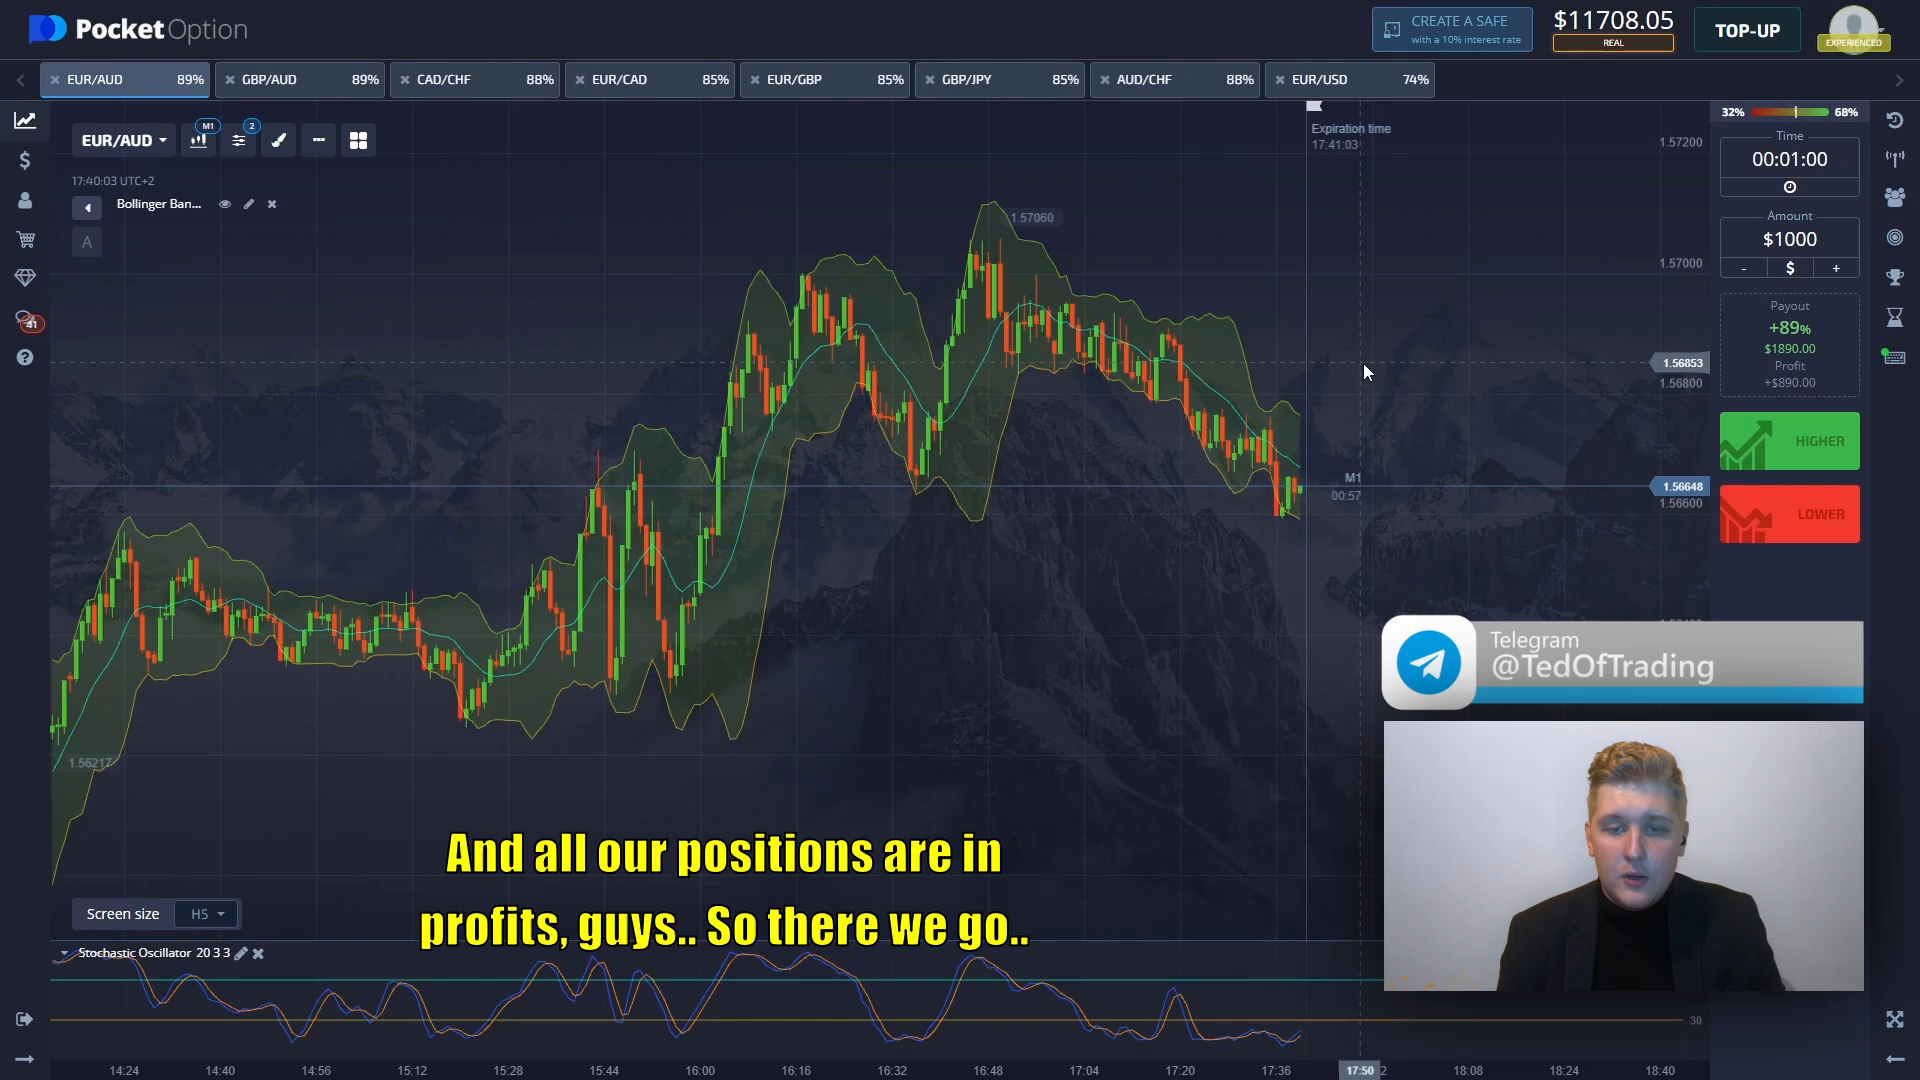 PocketOption
CREATE A SAFE
with a 10% interest rate
$11708.05
REAL
TOP-UP
EXPERIENCED
EUR/AUD 89%
GBP/AUD 89%
CAD/CHF 88%
EUR/CAD 85%
EUR/GBP 85%
GBP/JPY 85%
AUD/CHF 88%
EUR/USD 74%
EUR/AUD
M1
2
17:40:03 UTC+2
Bollinger Ban...
A
Expiration time
17:41:03
1.57060
1.56217
M1
00:57
1.57200
1.57000
1.56853
1.56800
1.56648
1.56600
32% 68%
Time
00:01:00
Amount
$1000
- $ +
Payout
+89%
$1890.00
Profit
+$890.00
HIGHER
LOWER
41
Telegram
@TedOfTrading
And all our positions are in
profits, guys.. So there we go..
Screen size H5
Stochastic Oscillator 20 3 3
30
14:24 14:40 14:56 15:12 15:28 15:44 16:00 16:16 16:32 16:48 17:04 17:20 17:36 17:50 2 18:08 18:24 18:40